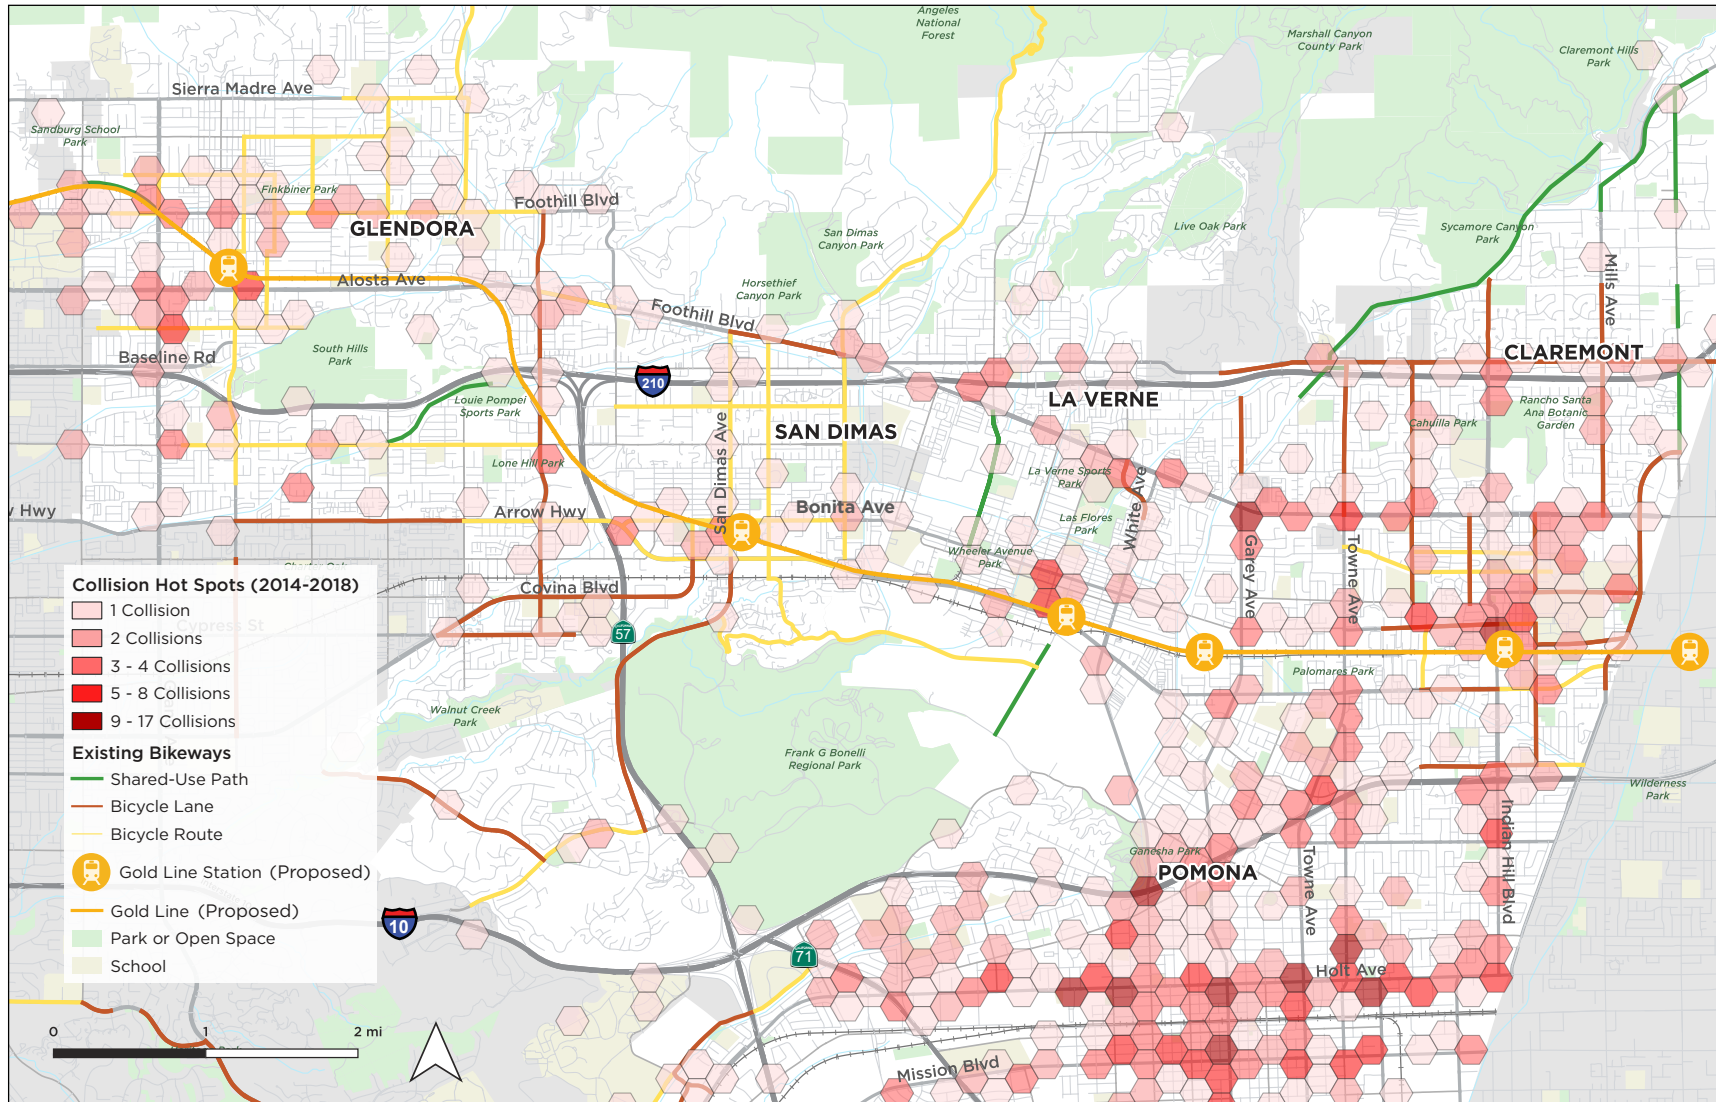 Angeles
National
Forest
Marshall Canyon
County Park
Claremont Hills
Park
Sierra Madre Ave
Sandburg School
Park
Finkbiner Park
Foothill Blvd
GLENDORA
San Dimas
Canyon Park
Live Oak Park
Sycamore Canyon
Park
Mills Ave
Alosta Ave
Horsethief
Canyon Park
Foothill Blvd
South Hills
Park
Baseline Rd
CLAREMONT
210
Louie Pompei
Sports Park
LA VERNE
Rancho Santa
Ana Botanic
Garden
Cahuilla Park
San Dimas Ave
SAN DIMAS
Lone Hill Park
La Verne Sports
Park
White Ave
w Hwy
Arrow Hwy
Bonita Ave
Las Flores
Park
Wheeler Avenue
Park
Garey Ave
Towne Ave
Covina Blvd
57
Collision Hot Spots (2014-2018)
1 Collision
Cypress St
2 Collisions
3 - 4 Collisions
5 - 8 Collisions
9 - 17 Collisions
Existing Bikeways
Shared-Use Path
Bicycle Lane
Bicycle Route
Gold Line Station (Proposed)
Gold Line (Proposed)
Park or Open Space
School
Palomares Park
Walnut Creek
Park
Frank G Bonelli
Regional Park
Wilderness
Park
Indian Hill Blvd
Ganesha Park
POMONA
Towne Ave
10
71
Holt Ave
0 1 2 mi
Mission Blvd